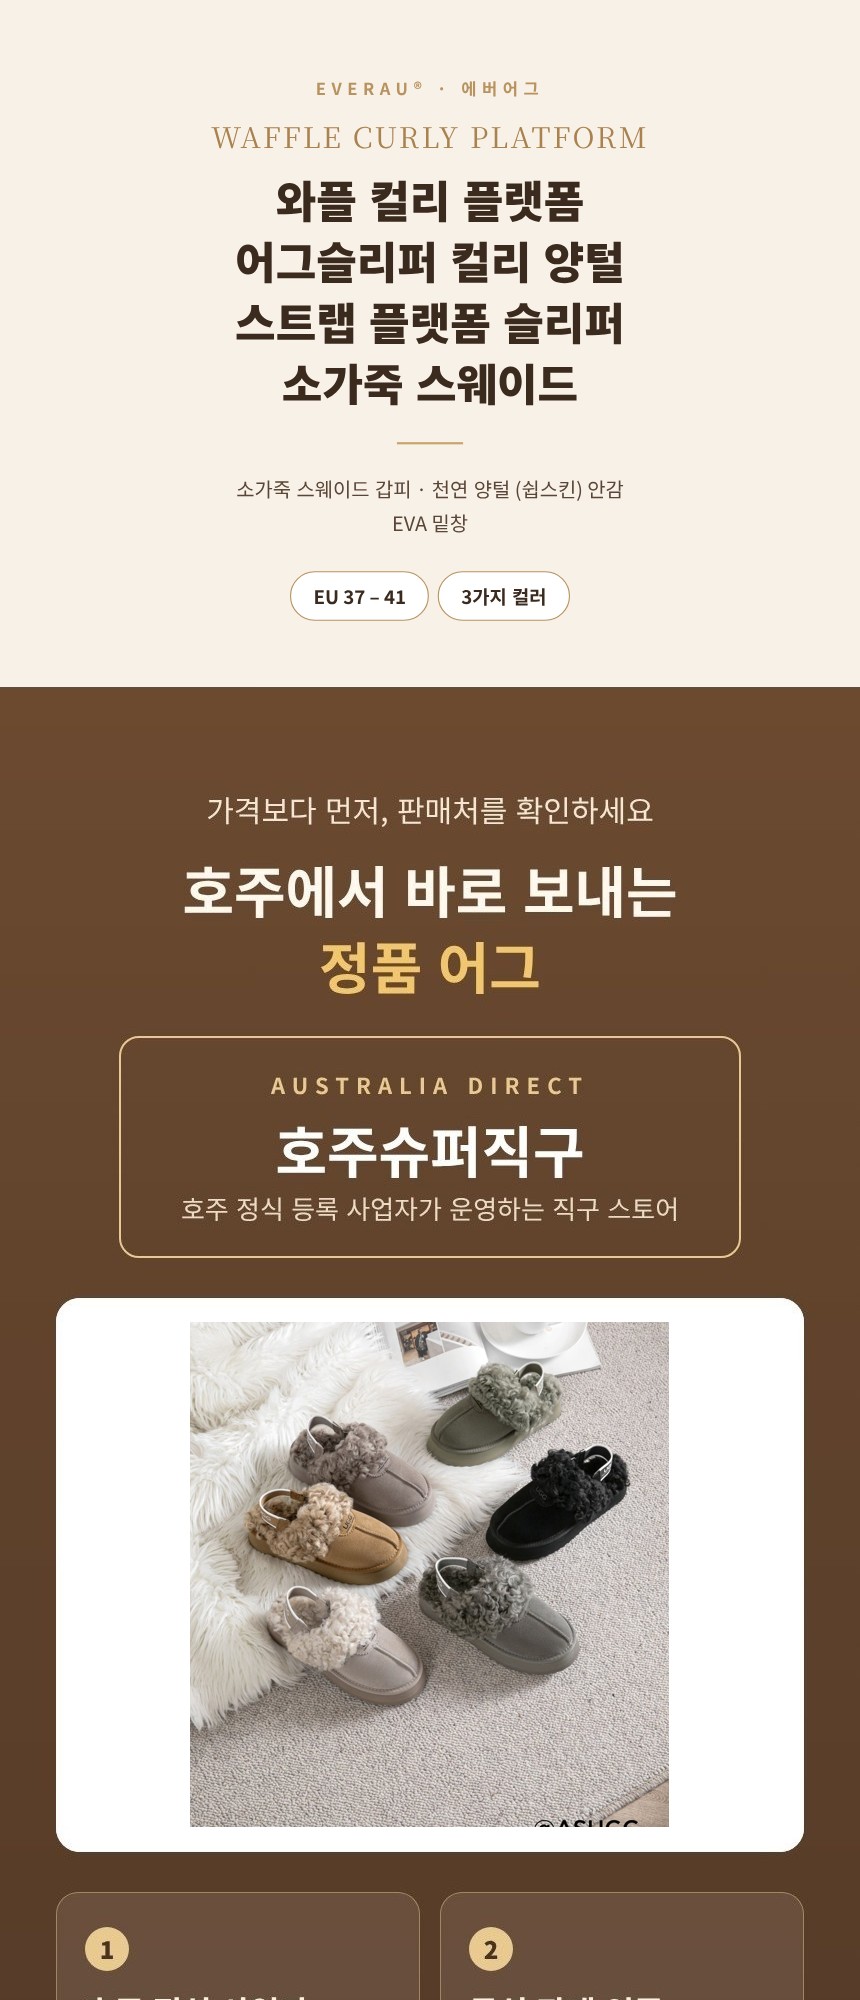 EVERAU® · 에버어그
WAFFLE CURLY PLATFORM
와플 컬리 플랫폼
어그슬리퍼 컬리 양털
스트랩 플랫폼 슬리퍼
소가죽 스웨이드
소가죽 스웨이드 갑피 · 천연 양털 (쉽스킨) 안감
EVA 밑창
EU 37 – 41
3가지 컬러
가격보다 먼저, 판매처를 확인하세요
호주에서 바로 보내는
정품 어그
AUSTRALIA DIRECT
호주슈퍼직구
호주 정식 등록 사업자가 운영하는 직구 스토어
1
2